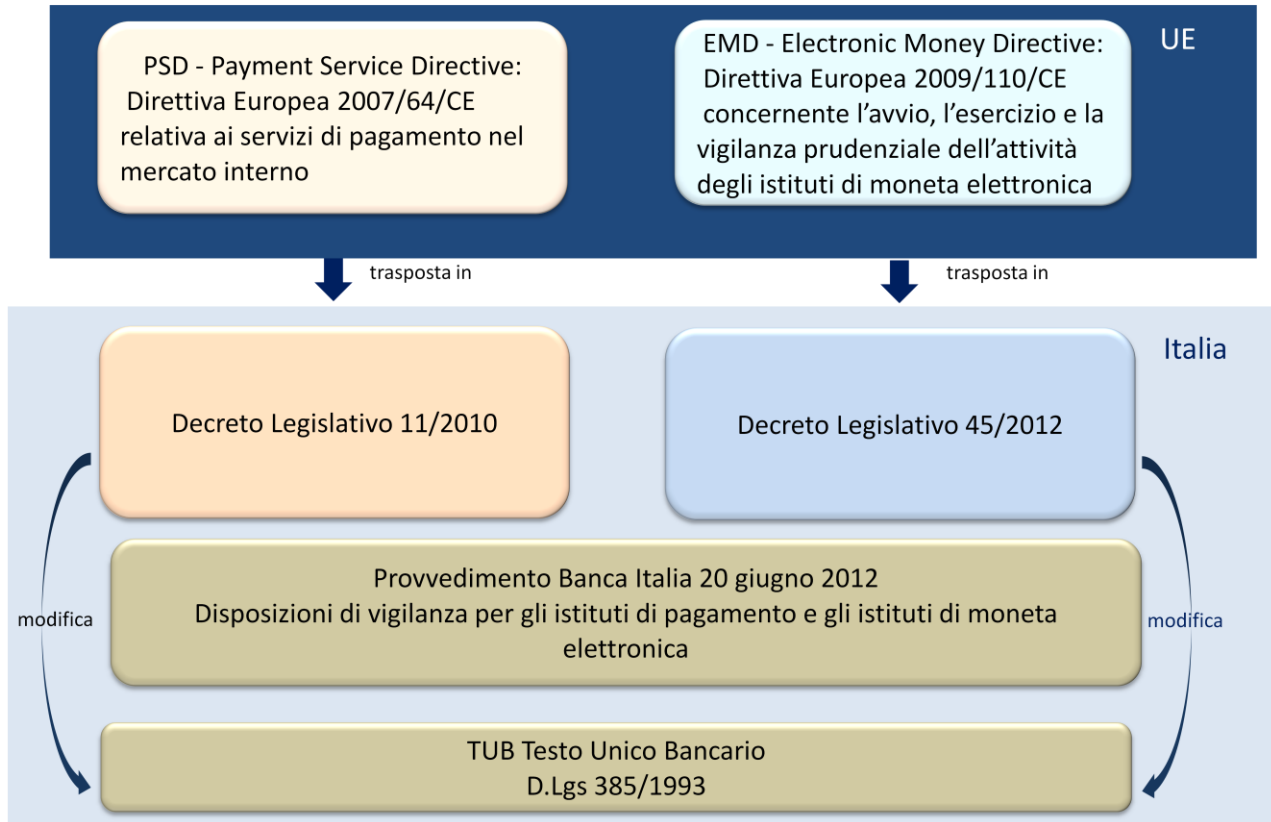 UE
PSD - Payment Service Directive:
Direttiva Europea 2007/64/CE
relativa ai servizi di pagamento nel
mercato interno
EMD - Electronic Money Directive:
Direttiva Europea 2009/110/CE
concernente l’avvio, l’esercizio e la
vigilanza prudenziale dell’attività
degli istituti di moneta elettronica
trasposta in
trasposta in
Italia
Decreto Legislativo 11/2010
Decreto Legislativo 45/2012
Provvedimento Banca Italia 20 giugno 2012
Disposizioni di vigilanza per gli istituti di pagamento e gli istituti di moneta
elettronica
modifica
modifica
TUB Testo Unico Bancario
D.Lgs 385/1993